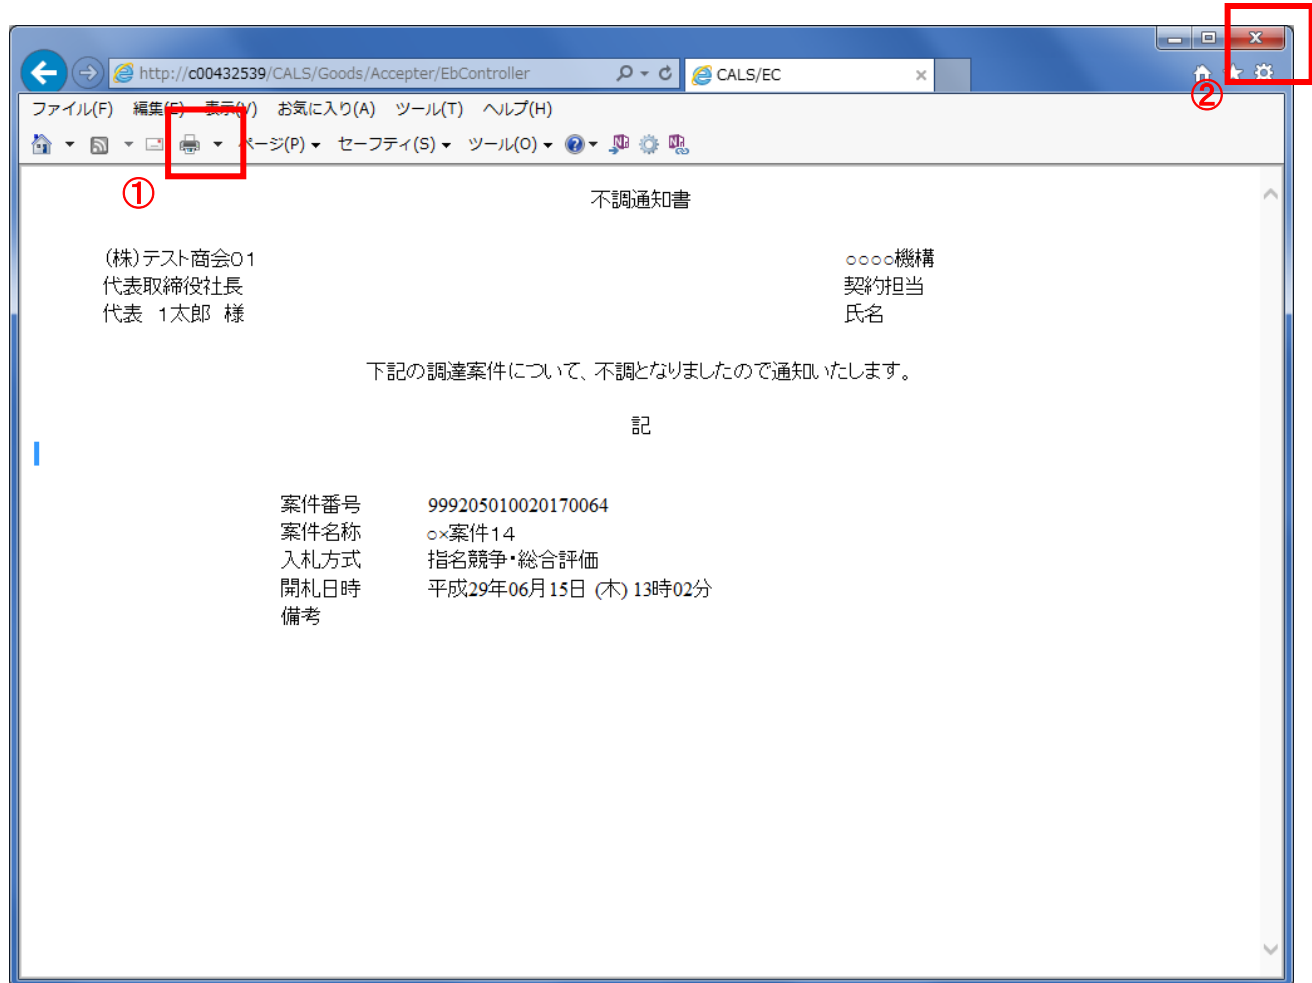 http://c00432539/CALS/Goods/Accepter/EbController
CALS/EC
ファイル(F) 編集(E) 表示(V) お気に入り(A) ツール(T) ヘルプ(H)
②
ページ(P) セーフティ(S) ツール(O)
①
不調通知書
(株)テスト商会01
○○○○機構
代表取締役社長
契約担当
代表 1太郎 様
氏名
下記の調達案件について、不調となりましたので通知いたします。
記
案件番号 999205010020170064
案件名称 ○×案件14
入札方式 指名競争・総合評価
開札日時 平成29年06月15日 (木) 13時02分
備考